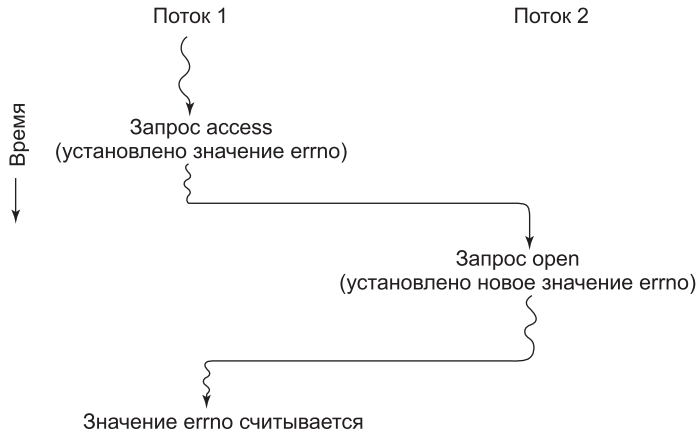 Поток 1
Поток 2
Время
Запрос access
(установлено значение errno)
Запрос open
(установлено новое значение errno)
Значение errno считывается